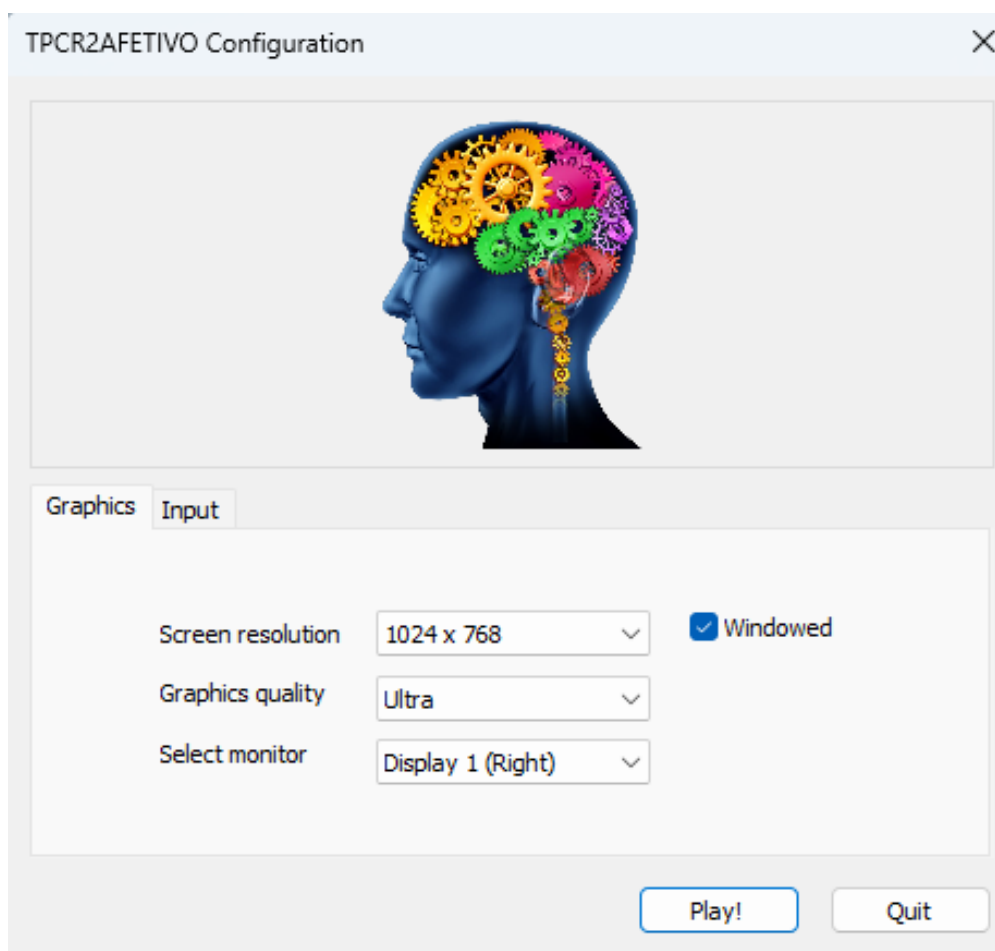 TPCR2AFETIVO Configuration
Graphics Input
Screen resolution 1024 x 768 Windowed
Graphics quality Ultra
Select monitor Display 1 (Right)
Play! Quit